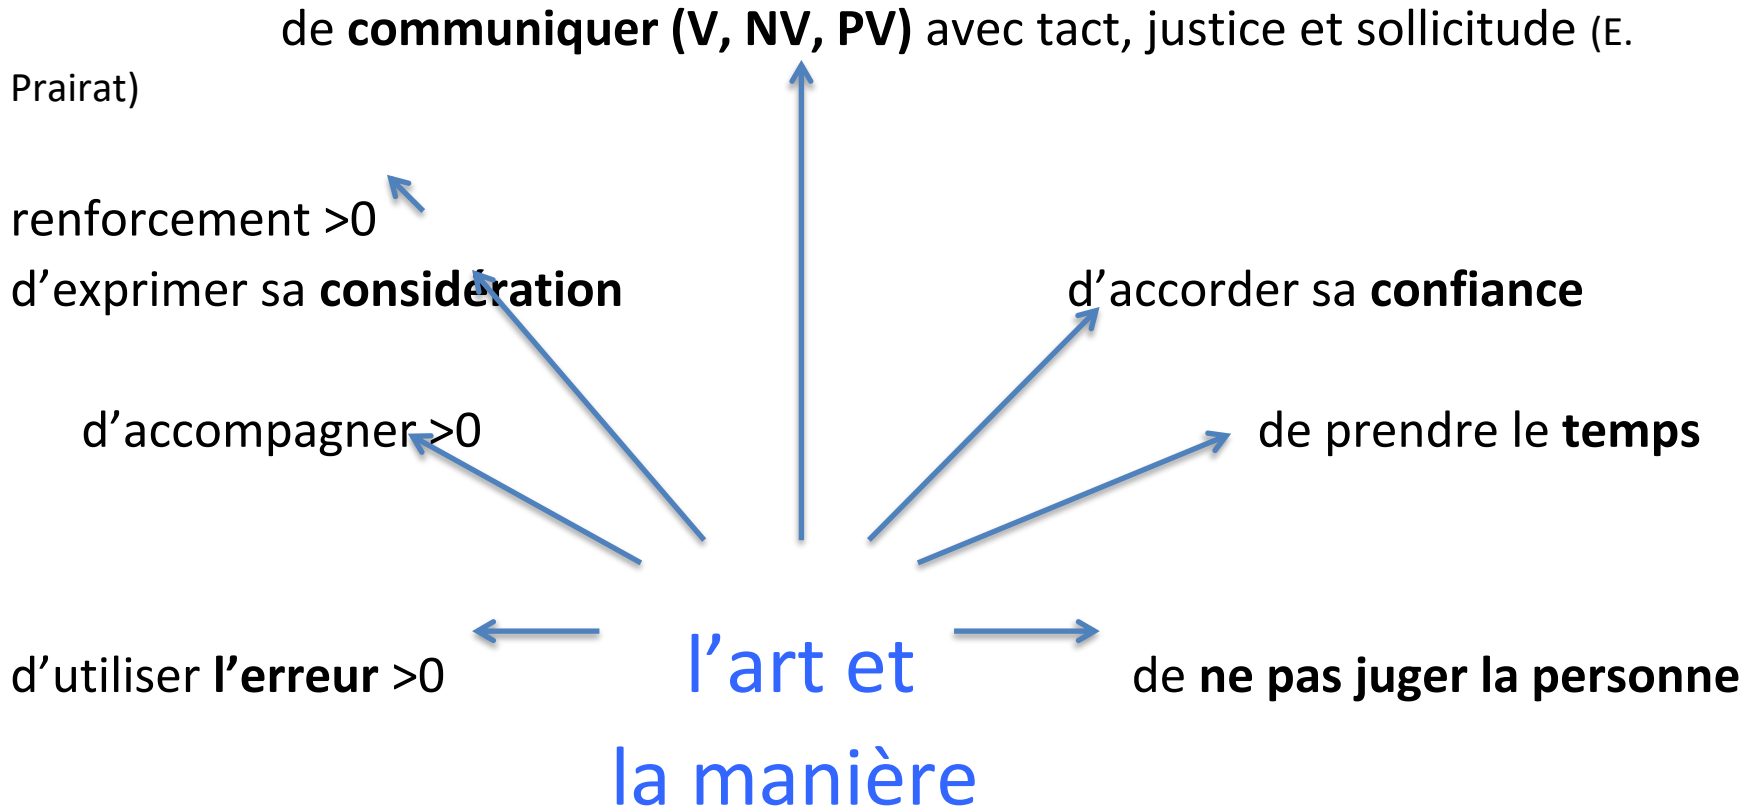 de communiquer (V, NV, PV) avec tact, justice et sollicitude (E.
Prairat)
renforcement >0
d’exprimer sa considération
d’accorder sa confiance
d’accompagner >0
de prendre le temps
d’utiliser l’erreur >0
l’art et
de ne pas juger la personne
la manière